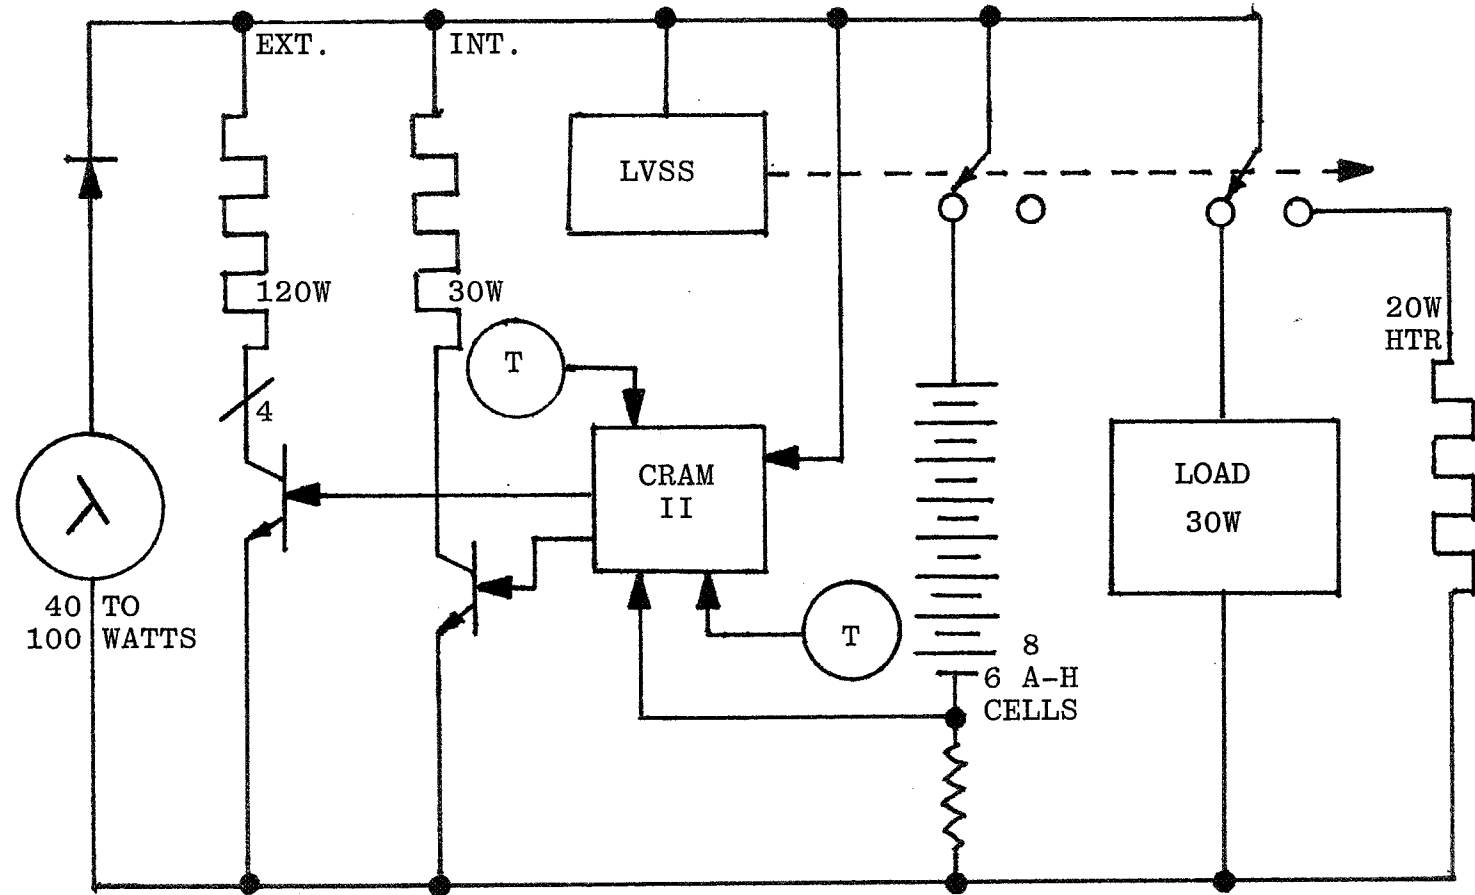 EXT.
INT.
LVSS
120W
30W
20W
HTR
T
4
CRAM
II
LOAD
30W
40 TO
100 WATTS
T
8
6 A-H
CELLS